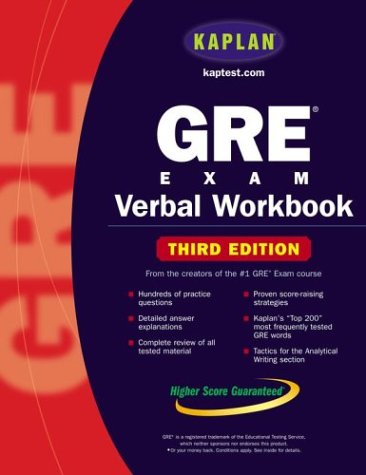 GRE
KAPLAN
kaptest.com
GRE®
EXAM
Verbal Workbook
THIRD EDITION
From the creators of the #1 GRE® Exam course
Hundreds of practice
questions
Detailed answer
explanations
Complete review of all
tested material
Proven score-raising
strategies
Kaplan's "Top 200"
most frequently tested
GRE words
Tactics for the Analytical
Writing section
Higher Score Guaranteed*
GRE® is a registered trademark of the Educational Testing Service,
which neither sponsors nor endorses this product.
*Or your money back. Conditions apply. See inside for details.